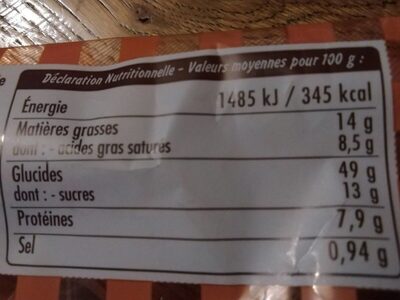 Déclaration Nutritionnelle - Valeurs moyennes pour 100 g :
Énergie 1485 kJ / 345 kcal
Matières grasses 14 g
dont : - acides gras saturés 8,5 g
Glucides 49 g
dont : - sucres 13 g
Protéines 7,9 g
Sel 0,94 g